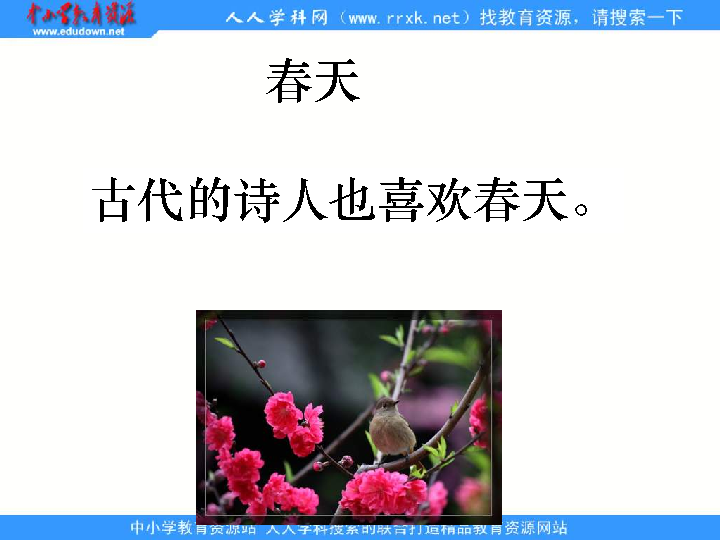 中小学教育资源
www.edudown.net
人人学科网（www.rrxk.net）找教育资源，请搜索一下
春天
古代的诗人也喜欢春天。
中小学教育资源站 人人学科搜索的联合打造精品教育资源网站